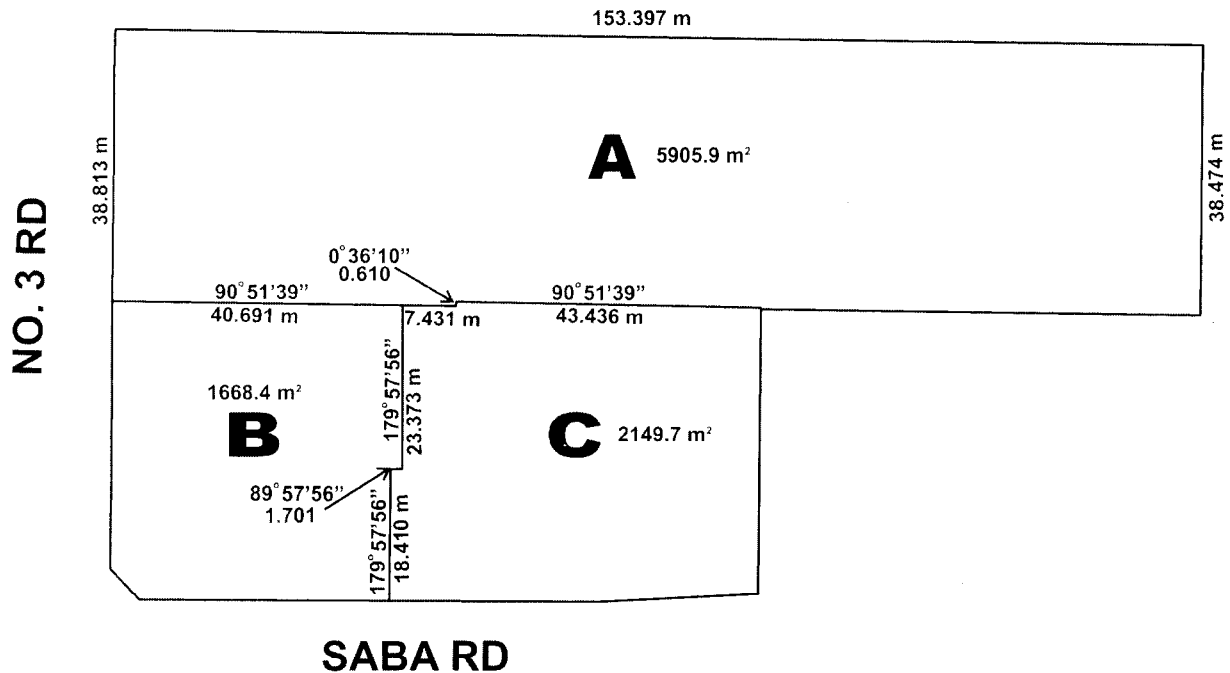 153.397 m
38.813 m
A 5905.9 m²
38.474 m
NO. 3 RD
0°36'10"
0.610
90°51'39"
40.691 m
7.431 m
90°51'39"
43.436 m
179°57'56"
23.373 m
1668.4 m²
B
C 2149.7 m²
89°57'56"
1.701
179°57'56"
18.410 m
SABA RD